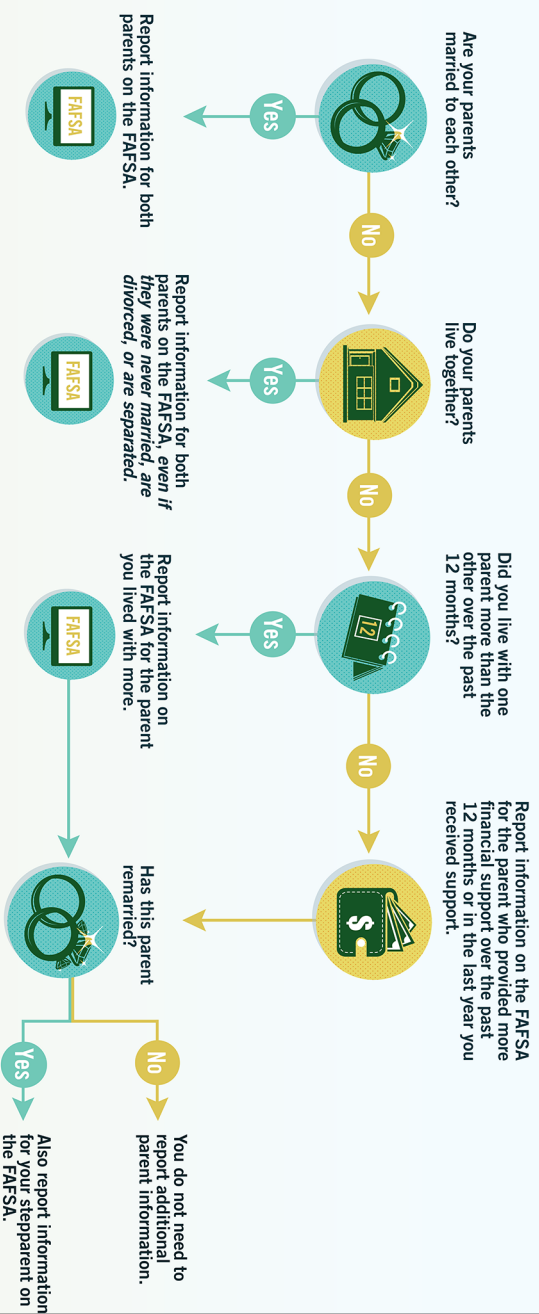 Are your parents
married to each other?
Yes
Report information for both
parents on the FAFSA.
FAFSA
No
Do your parents
live together?
Yes
Report information for both
parents on the FAFSA, even if
they were never married, are
divorced, or are separated.
FAFSA
No
Did you live with one
parent more than the
other over the past
12 months?
12
Yes
Report information on
the FAFSA for the parent
you lived with more.
FAFSA
No
Report information on the FAFSA
for the parent who provided more
financial support over the past
12 months or in the last year you
received support.
$
Has this parent
remarried?
No
You do not need to
report additional
parent information.
Yes
Also report information
for your stepparent on
the FAFSA.